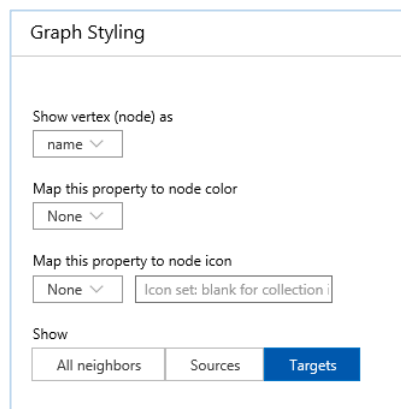 Graph Styling
Show vertex (node) as
name
Map this property to node color
None
Map this property to node icon
None Icon set: blank for collection
Show
All neighbors Sources Targets